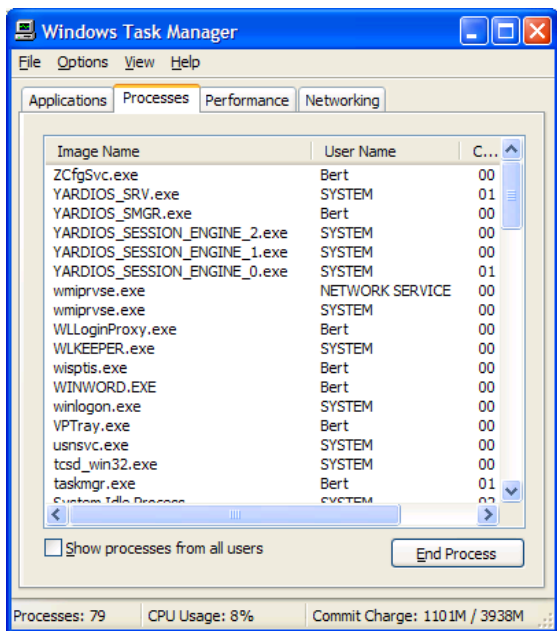 Windows Task Manager
File Options View Help
Applications Processes Performance Networking
Image Name User Name C...
ZCfgSvc.exe Bert 00
YARDIOS_SRV.exe SYSTEM 01
YARDIOS_SMGR.exe Bert 00
YARDIOS_SESSION_ENGINE_2.exe SYSTEM 00
YARDIOS_SESSION_ENGINE_1.exe SYSTEM 00
YARDIOS_SESSION_ENGINE_0.exe SYSTEM 01
wmiprvse.exe NETWORK SERVICE 00
wmiprvse.exe SYSTEM 00
WLLoginProxy.exe Bert 00
WLKEEPER.exe SYSTEM 00
wisptis.exe Bert 00
WINWORD.EXE Bert 00
winlogon.exe SYSTEM 00
VPTray.exe Bert 00
usnsvc.exe SYSTEM 00
tcsd_win32.exe SYSTEM 00
taskmgr.exe Bert 01
System Idle Process SYSTEM
Show processes from all users End Process
Processes: 79 CPU Usage: 8% Commit Charge: 1101M / 3938M